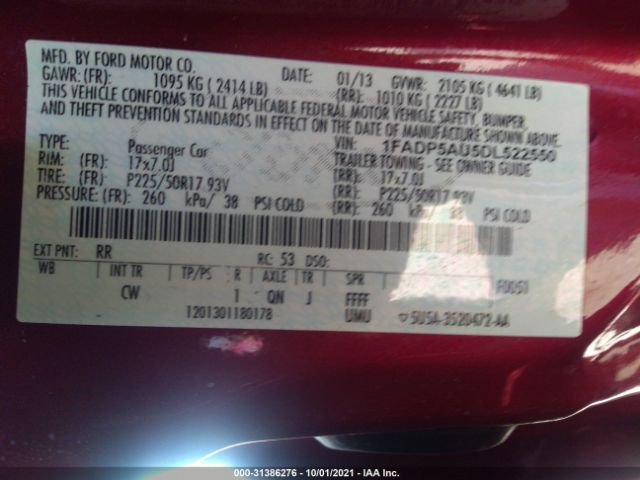 MFD. BY FORD MOTOR CO.
DATE: 01/13 GVWR: 2105 KG ( 4641 LB)
GAWR: (FR): 1095 KG ( 2414 LB) (RR): 1010 KG ( 2227 LB)
THIS VEHICLE CONFORMS TO ALL APPLICABLE FEDERAL MOTOR VEHICLE SAFETY, BUMPER,
AND THEFT PREVENTION STANDARDS IN EFFECT ON THE DATE OF MANUFACTURE SHOWN ABOVE.
VIN: 1FADP5AU5DL522550
TYPE: Passenger Car TRAILER TOWING - SEE OWNER GUIDE
RIM: (FR): 17x7.0J (RR): 17x7.0J
TIRE: (FR): P225/50R17 93V (RR): P225/50R17 93V
PRESSURE: (FR): 260 kPa/ 38 PSI COLD (RR): 260 kPa/ 38 PSI COLD
EXT PNT: RR RC: 53 DSO: F0051
WB INT TR TP/PS R AXLE TR SPR
CW 1 QN J FFFF
1201301180178 UMU 5U5A-3520472-AA
000-31386276 - 10/01/2021 - IAA Inc.